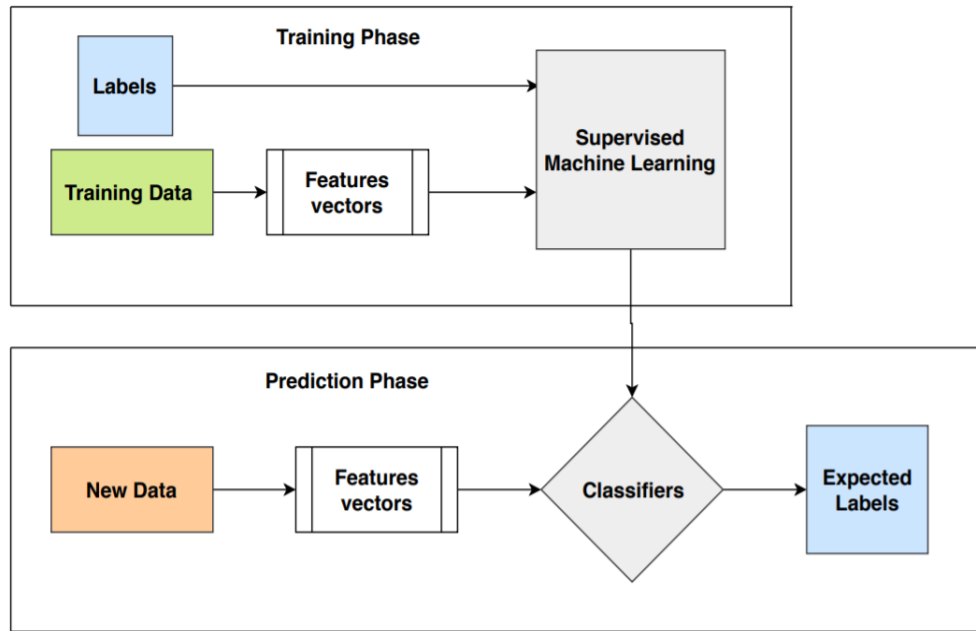 Training Phase
Labels
Supervised
Machine Learning
Training Data
Features
vectors
Prediction Phase
New Data
Features
vectors
Classifiers
Expected
Labels